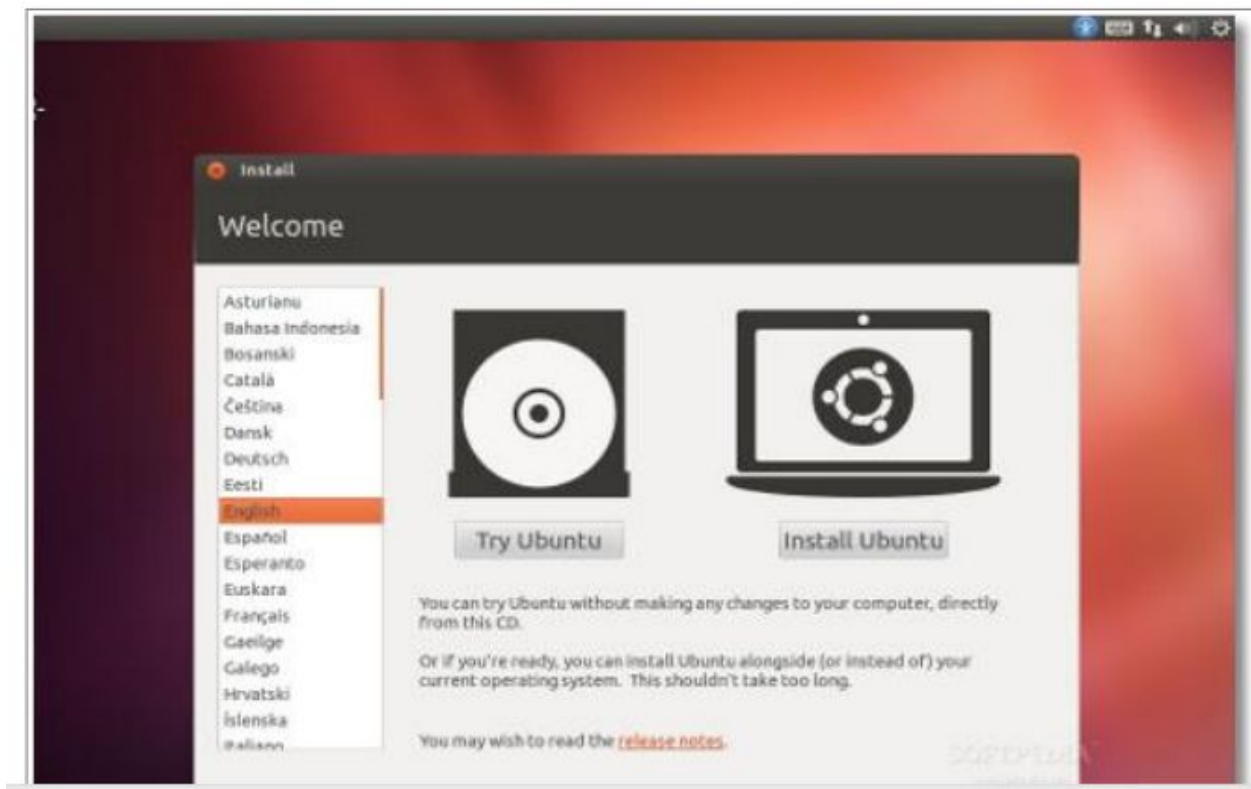 Install
Welcome
Asturianu
Bahasa Indonesia
Bosanski
Català
Čeština
Dansk
Deutsch
Eesti
English
Español
Esperanto
Euskara
Français
Gaeilge
Galego
Hrvatski
Íslenska
Italiano
Try Ubuntu
Install Ubuntu
You can try Ubuntu without making any changes to your computer, directly
from this CD.
Or if you're ready, you can install Ubuntu alongside (or instead of) your
current operating system. This shouldn't take too long.
You may wish to read the release notes.
SOFTPEDIA